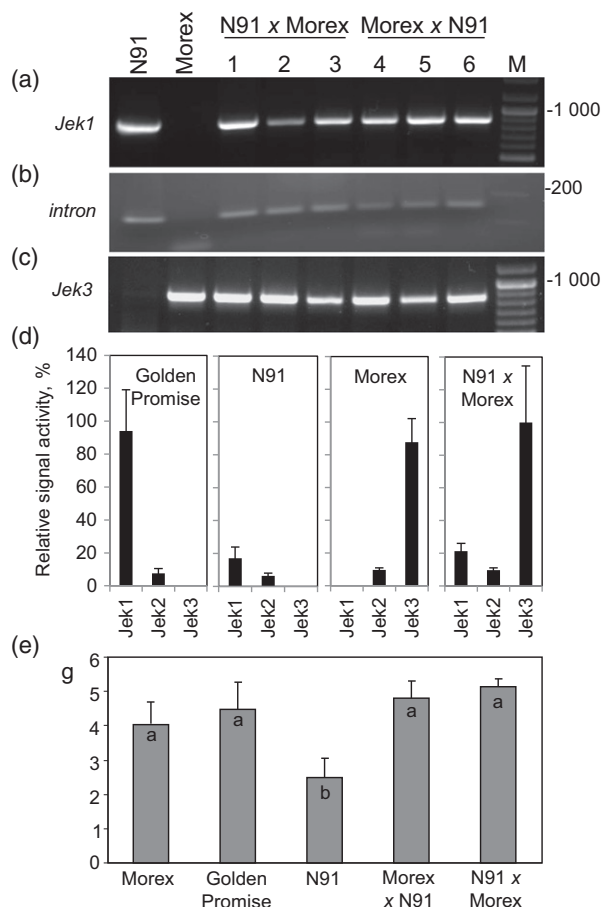 N91 Morex N91 x Morex Morex x N91
1 2 3 4 5 6 M
(a)
Jek1
-1 000
(b)
intron
-200
(c)
Jek3
-1 000
(d)
Relative signal activity, %
140
120
100
80
60
40
20
0
Golden
Promise
N91
Morex
N91 x
Morex
Jek1 Jek2 Jek3 Jek1 Jek2 Jek3 Jek1 Jek2 Jek3 Jek1 Jek2 Jek3
(e)
g
6
5
4
3
2
1
0
a a b a a
Morex Golden N91 Morex N91 x
Promise x N91 Morex